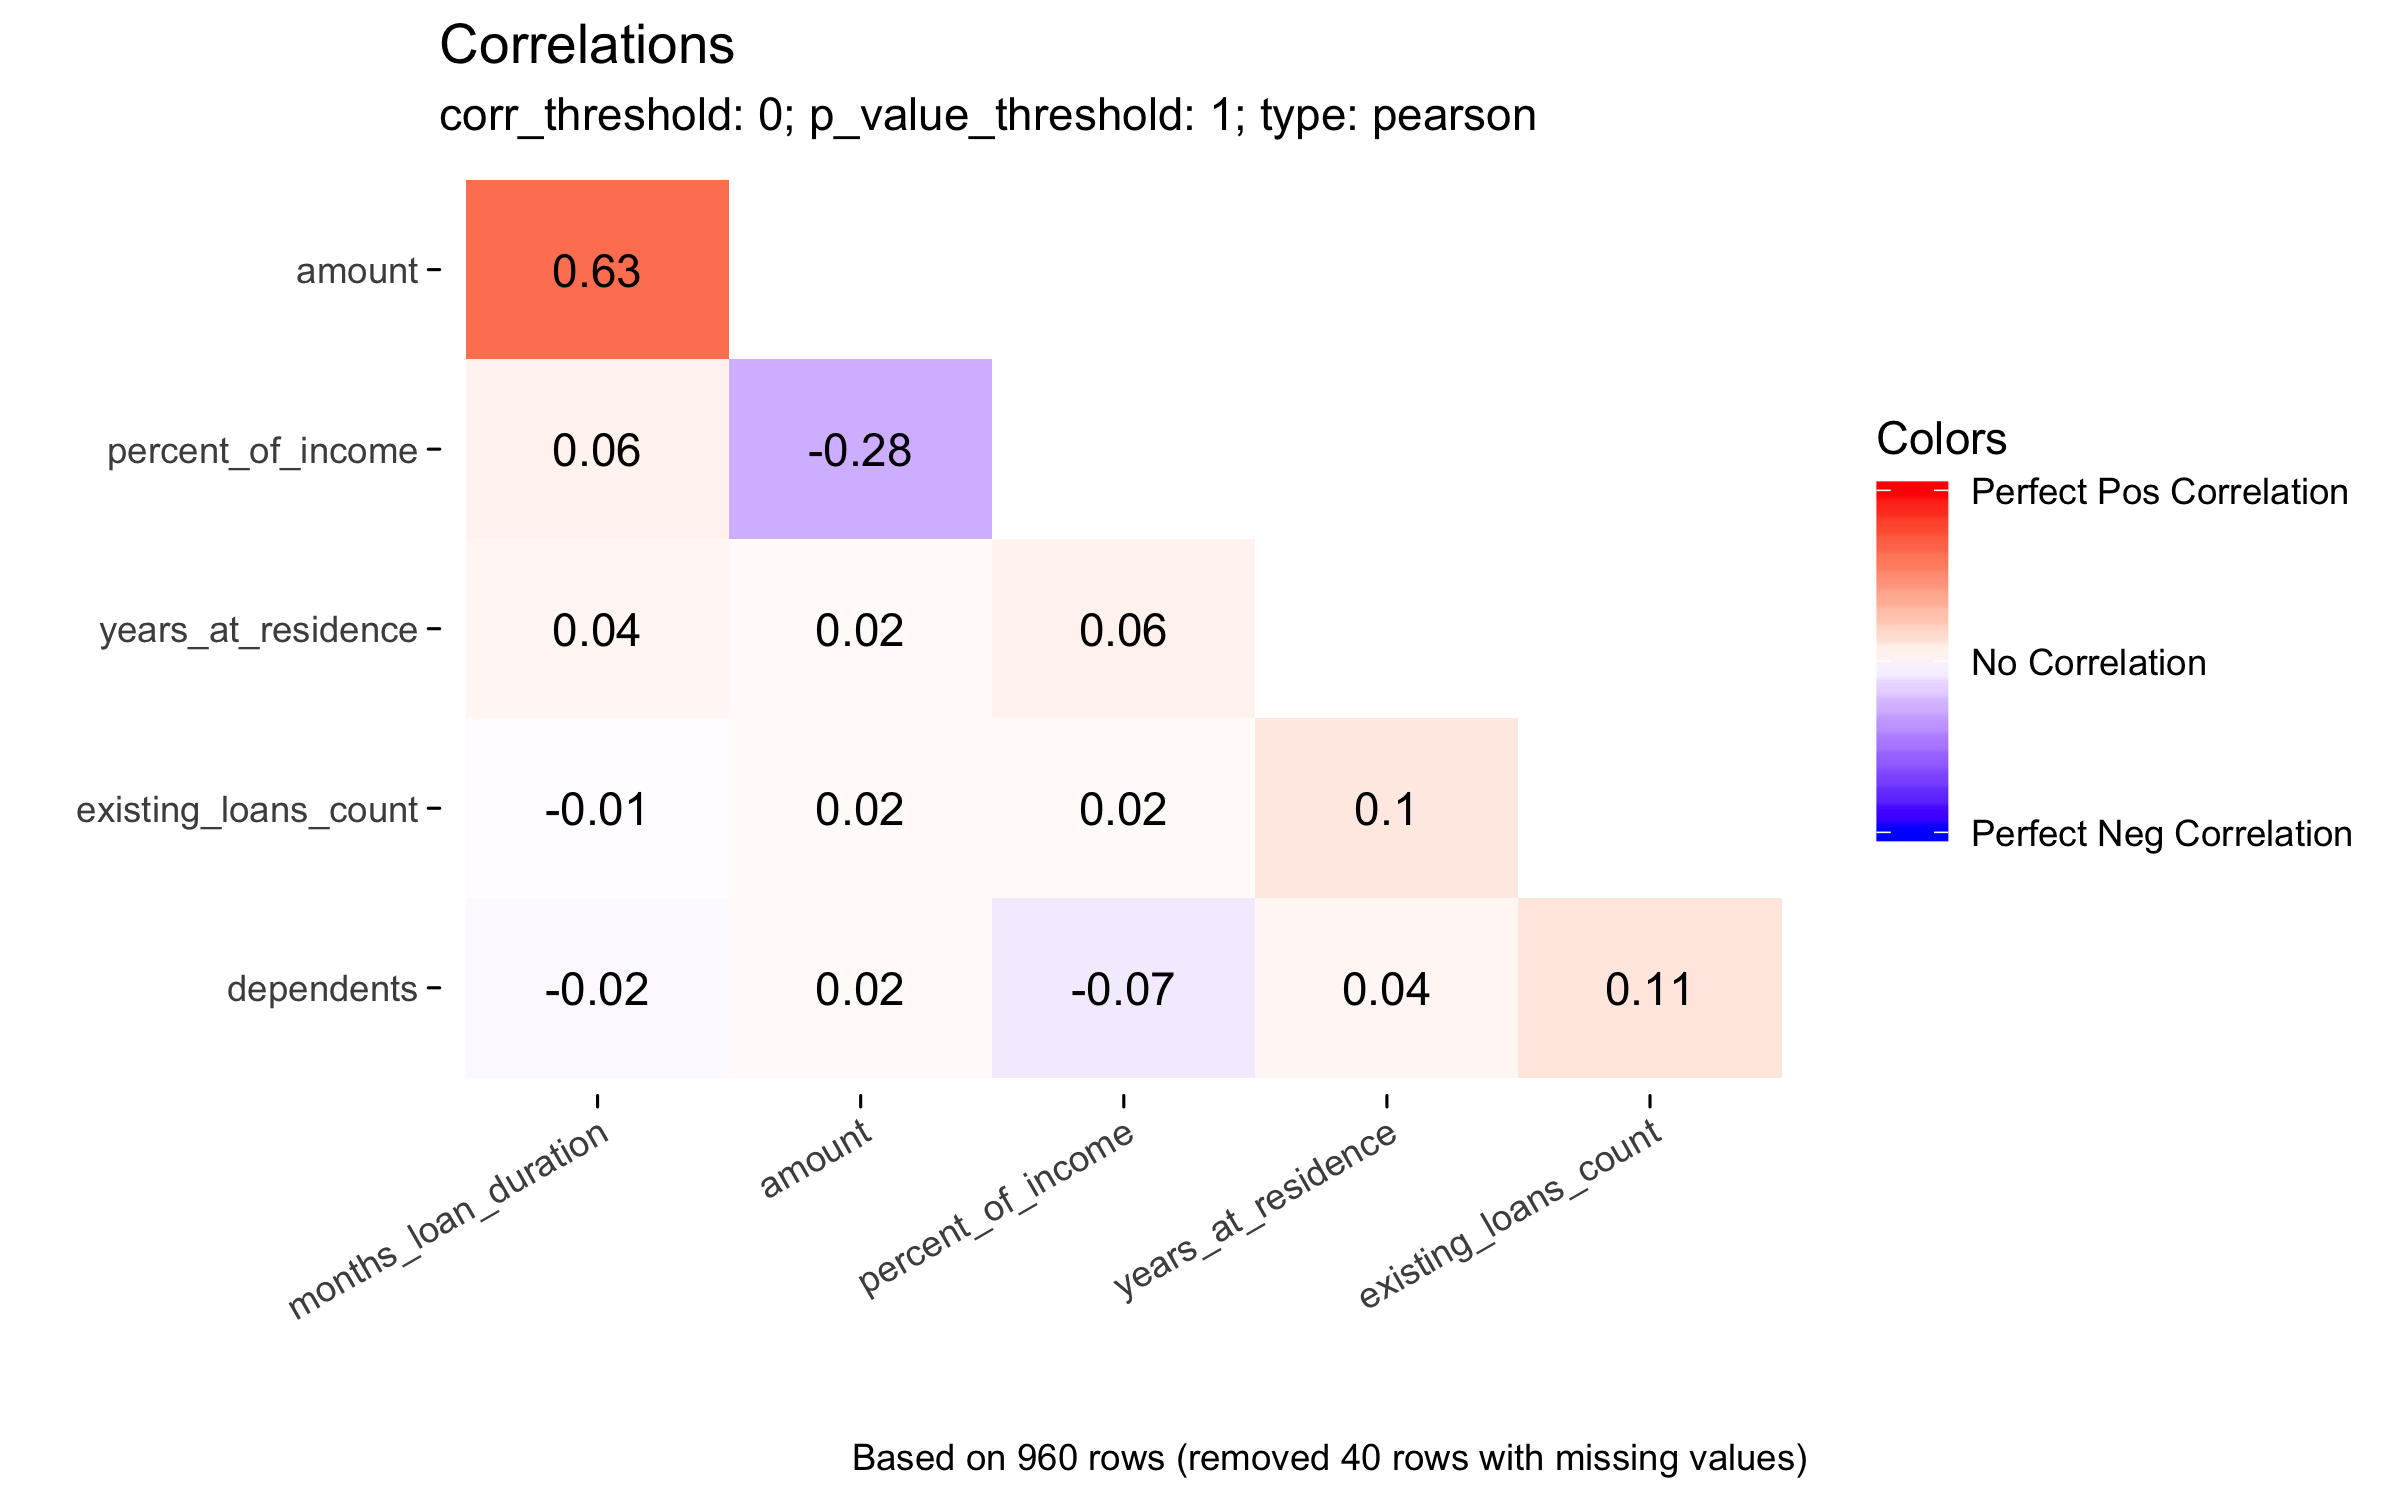 Correlations
corr_threshold: 0; p_value_threshold: 1; type: pearson
amount 0.63
percent_of_income 0.06 -0.28
years_at_residence 0.04 0.02 0.06
existing_loans_count -0.01 0.02 0.02 0.1
dependents -0.02 0.02 -0.07 0.04 0.11
months_loan_duration amount percent_of_income years_at_residence existing_loans_count
Colors
Perfect Pos Correlation
No Correlation
Perfect Neg Correlation
Based on 960 rows (removed 40 rows with missing values)